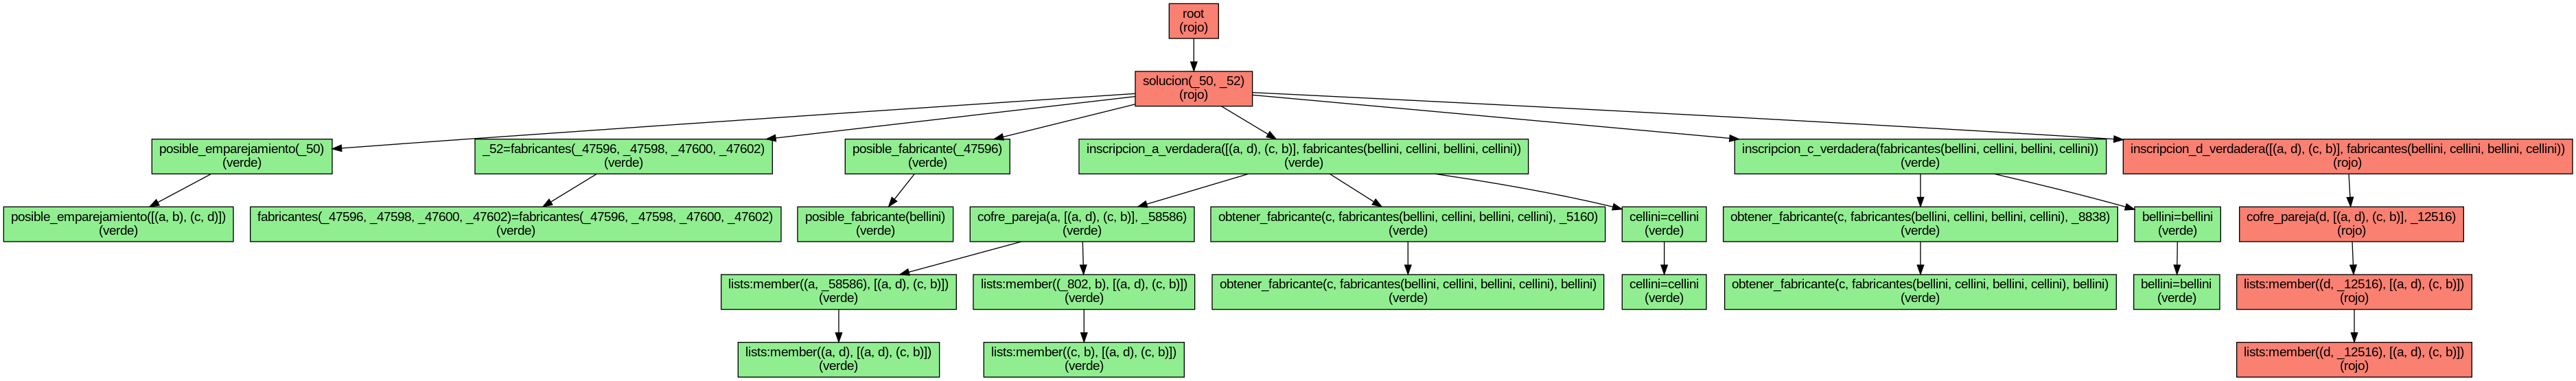 root
(rojo)
solucion(_50, _52)
(rojo)
posible_emparejamiento(_50)
(verde)
_52=fabricantes(_47596, _47598, _47600, _47602)
(verde)
posible_fabricante(_47596)
(verde)
inscripcion_a_verdadera([(a, d), (c, b)], fabricantes(bellini, cellini, bellini, cellini))
(verde)
inscripcion_c_verdadera(fabricantes(bellini, cellini, bellini, cellini))
(verde)
inscripcion_d_verdadera([(a, d), (c, b)], fabricantes(bellini, cellini, bellini, cellini))
(rojo)
posible_emparejamiento([(a, b), (c, d)])
(verde)
fabricantes(_47596, _47598, _47600, _47602)=fabricantes(_47596, _47598, _47600, _47602)
(verde)
posible_fabricante(bellini)
(verde)
cofre_pareja(a, [(a, d), (c, b)], _58586)
(verde)
obtener_fabricante(c, fabricantes(bellini, cellini, bellini, cellini), _5160)
(verde)
cellini=cellini
(verde)
obtener_fabricante(c, fabricantes(bellini, cellini, bellini, cellini), _8838)
(verde)
bellini=bellini
(verde)
cofre_pareja(d, [(a, d), (c, b)], _12516)
(rojo)
lists:member((a, _58586), [(a, d), (c, b)])
(verde)
lists:member((_802, b), [(a, d), (c, b)])
(verde)
obtener_fabricante(c, fabricantes(bellini, cellini, bellini, cellini), bellini)
(verde)
cellini=cellini
(verde)
obtener_fabricante(c, fabricantes(bellini, cellini, bellini, cellini), bellini)
(verde)
bellini=bellini
(verde)
lists:member((d, _12516), [(a, d), (c, b)])
(rojo)
lists:member((a, d), [(a, d), (c, b)])
(verde)
lists:member((c, b), [(a, d), (c, b)])
(verde)
lists:member((d, _12516), [(a, d), (c, b)])
(rojo)